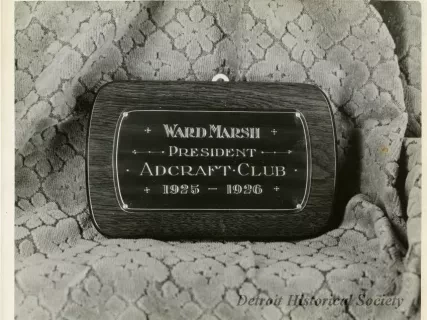 WARD MARSH
PRESIDENT
ADCRAFT · CLUB
1925 — 1926
Detroit Historical Society